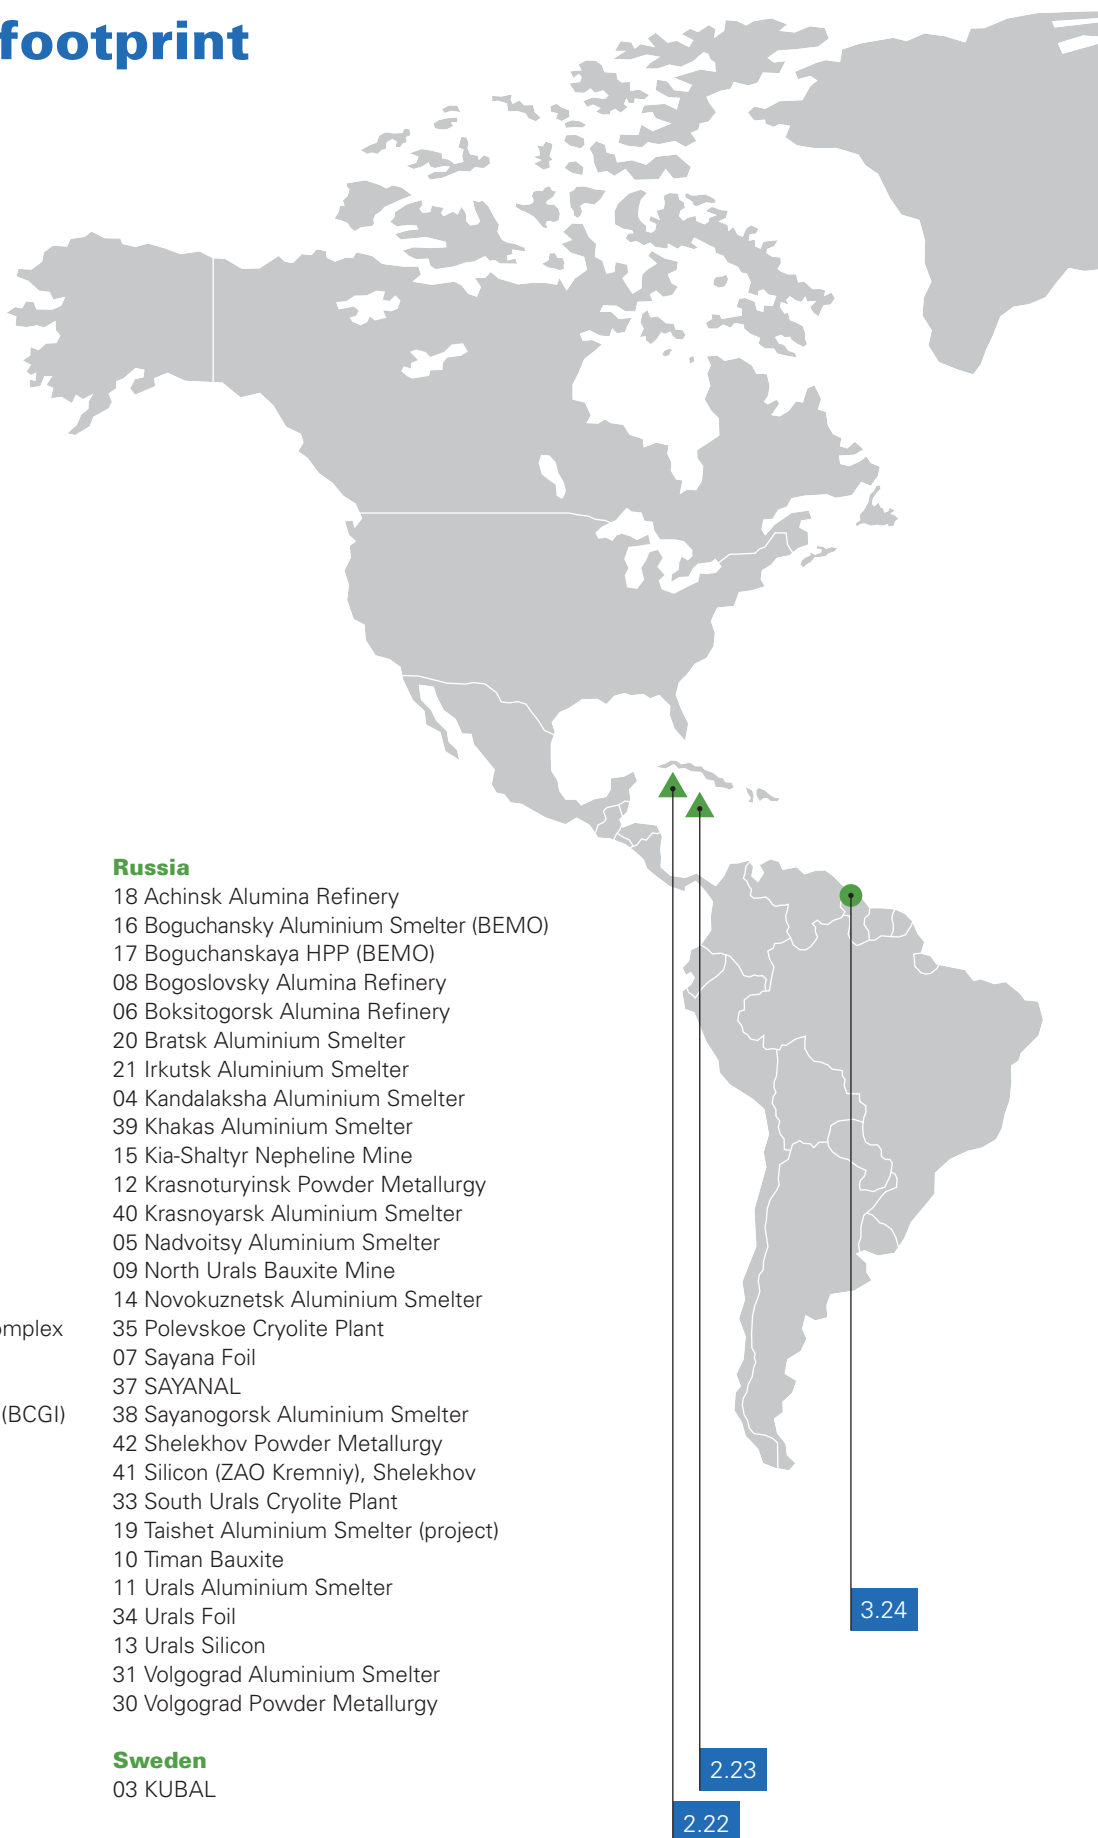 footprint
omplex
(BCGI)
Russia
18 Achinsk Alumina Refinery
16 Boguchansky Aluminium Smelter (BEMO)
17 Boguchanskaya HPP (BEMO)
08 Bogoslovsky Alumina Refinery
06 Boksitogorsk Alumina Refinery
20 Bratsk Aluminium Smelter
21 Irkutsk Aluminium Smelter
04 Kandalaksha Aluminium Smelter
39 Khakas Aluminium Smelter
15 Kia-Shaltyr Nepheline Mine
12 Krasnoturyinsk Powder Metallurgy
40 Krasnoyarsk Aluminium Smelter
05 Nadvoitsy Aluminium Smelter
09 North Urals Bauxite Mine
14 Novokuznetsk Aluminium Smelter
35 Polevskoe Cryolite Plant
07 Sayana Foil
37 SAYANAL
38 Sayanogorsk Aluminium Smelter
42 Shelekhov Powder Metallurgy
41 Silicon (ZAO Kremniy), Shelekhov
33 South Urals Cryolite Plant
19 Taishet Aluminium Smelter (project)
10 Timan Bauxite
11 Urals Aluminium Smelter
34 Urals Foil
13 Urals Silicon
31 Volgograd Aluminium Smelter
30 Volgograd Powder Metallurgy
Sweden
03 KUBAL
3.24
2.23
2.22